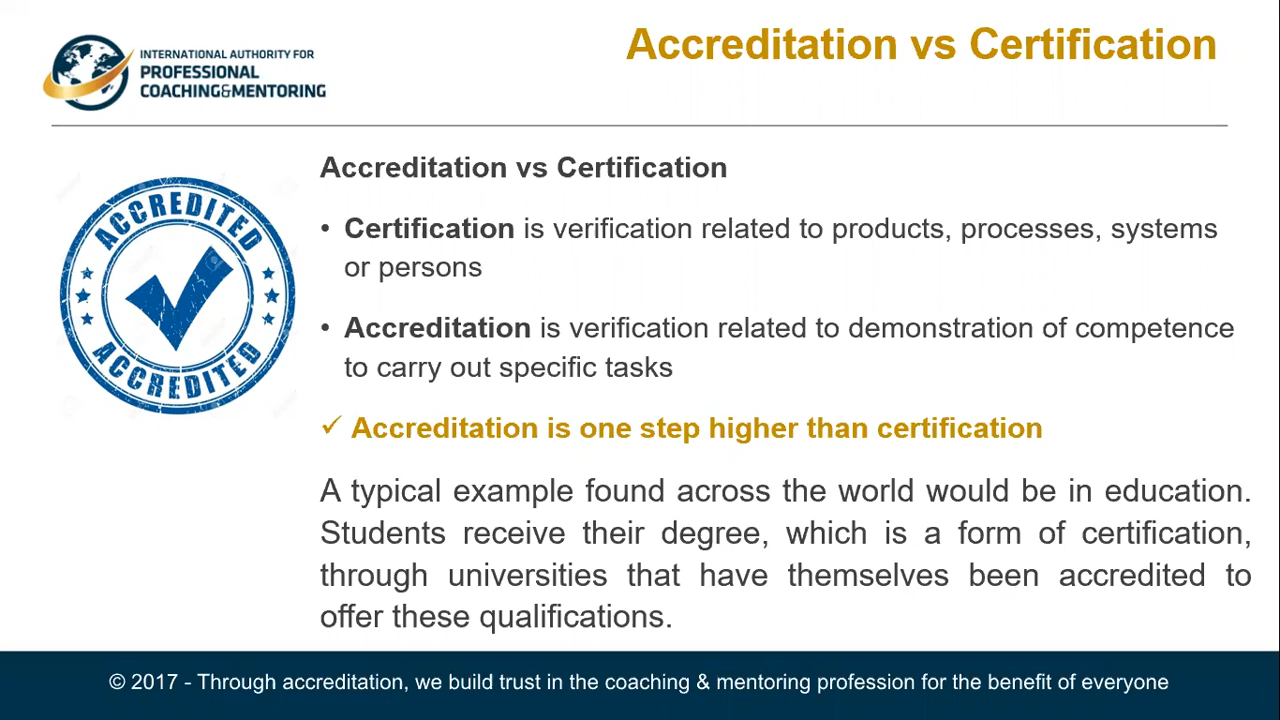 INTERNATIONAL AUTHORITY FOR
PROFESSIONAL
COACHING&MENTORING
Accreditation vs Certification
ACCREDITED
ACCREDITED
Accreditation vs Certification
• Certification is verification related to products, processes, systems
or persons
• Accreditation is verification related to demonstration of competence
to carry out specific tasks
✓ Accreditation is one step higher than certification
A typical example found across the world would be in education.
Students receive their degree, which is a form of certification,
through universities that have themselves been accredited to
offer these qualifications.
© 2017 - Through accreditation, we build trust in the coaching & mentoring profession for the benefit of everyone